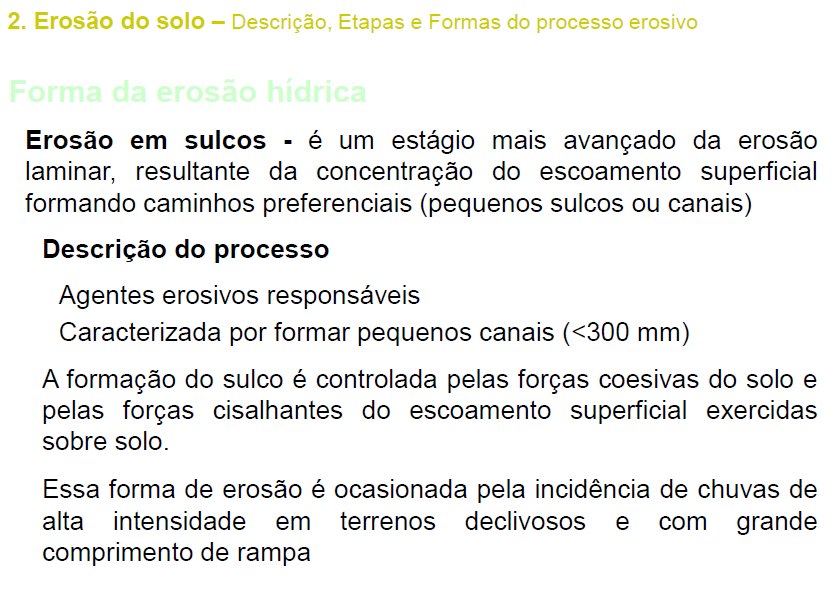 2. Erosão do solo – Descrição, Etapas e Formas do processo erosivo
Forma da erosão hídrica
Erosão em sulcos - é um estágio mais avançado da erosão
laminar, resultante da concentração do escoamento superficial
formando caminhos preferenciais (pequenos sulcos ou canais)
Descrição do processo
Agentes erosivos responsáveis
Caracterizada por formar pequenos canais (<300 mm)
A formação do sulco é controlada pelas forças coesivas do solo e
pelas forças cisalhantes do escoamento superficial exercidas
sobre solo.
Essa forma de erosão é ocasionada pela incidência de chuvas de
alta intensidade em terrenos declivosos e com grande
comprimento de rampa